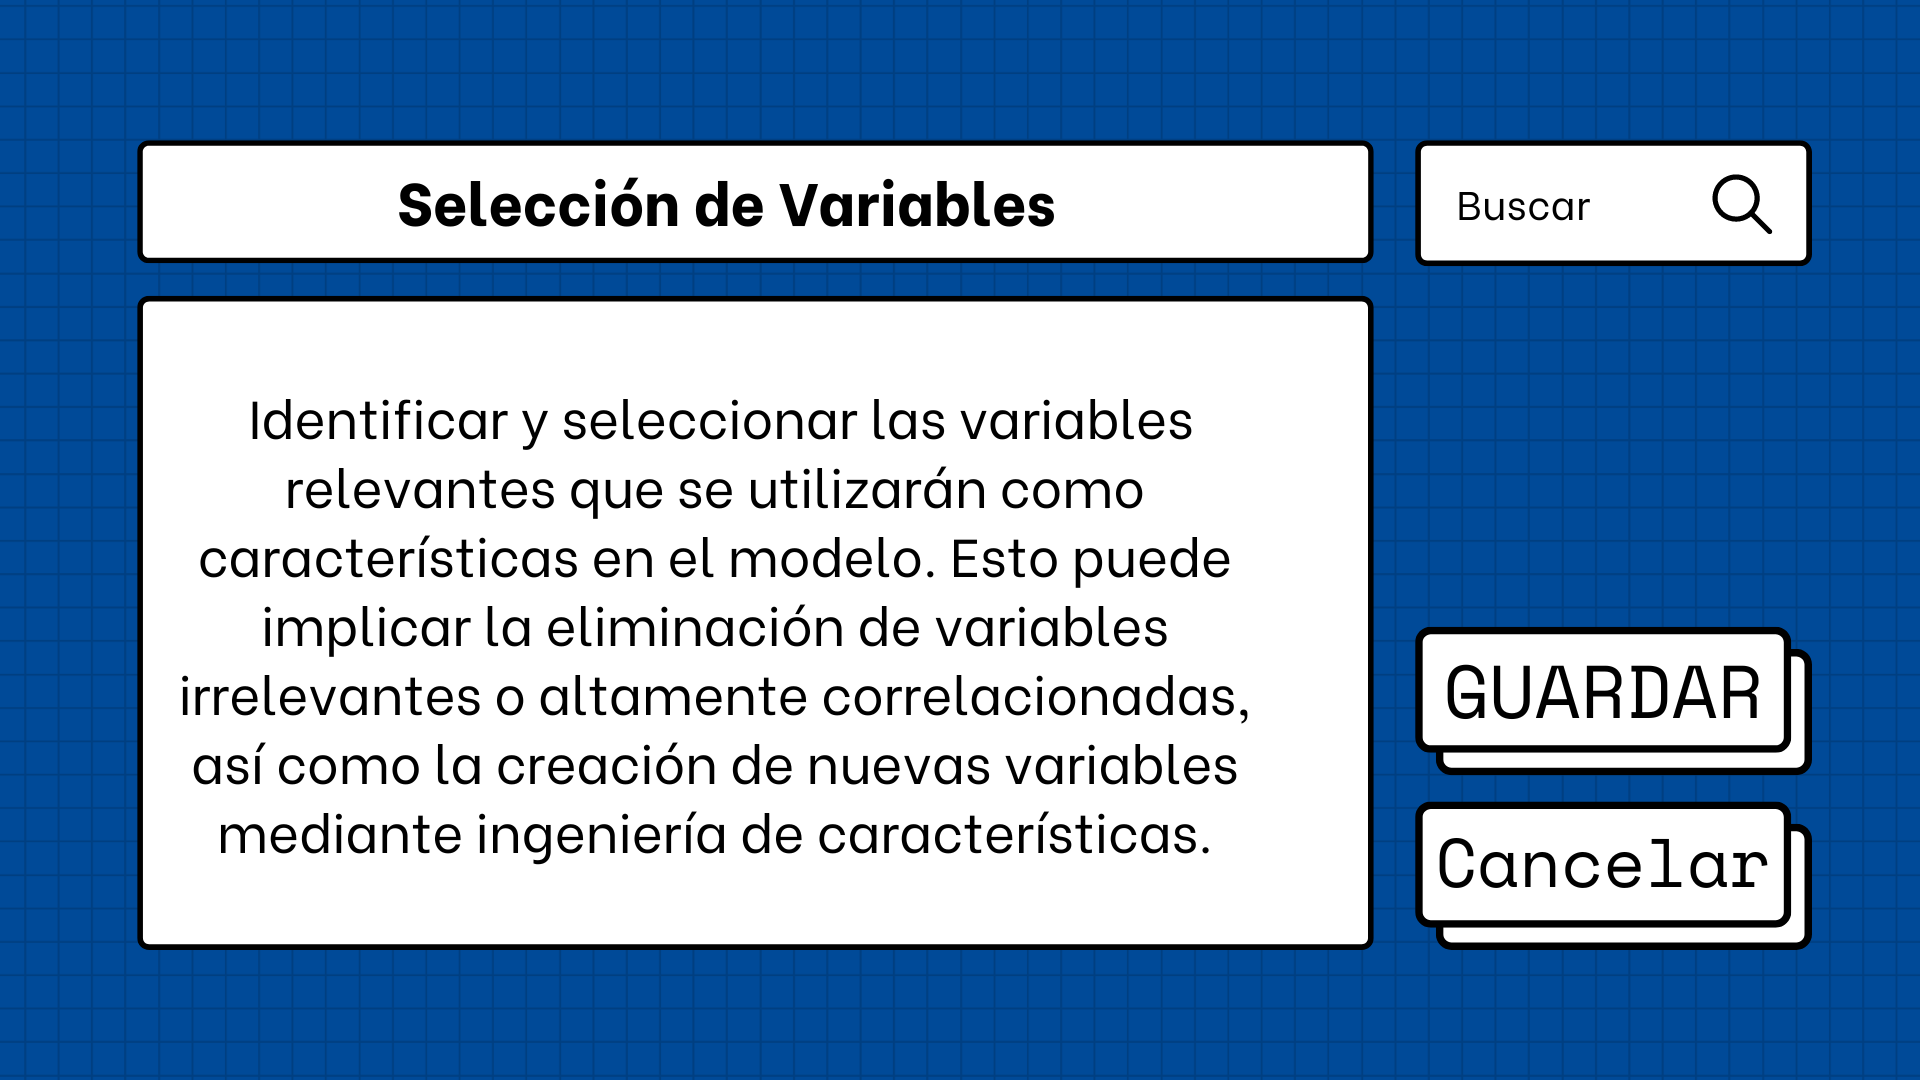 Selección de Variables
Buscar
Identificar y seleccionar las variables
relevantes que se utilizarán como
características en el modelo. Esto puede
implicar la eliminación de variables
irrelevantes o altamente correlacionadas,
así como la creación de nuevas variables
mediante ingeniería de características.
GUARDAR
Cancelar